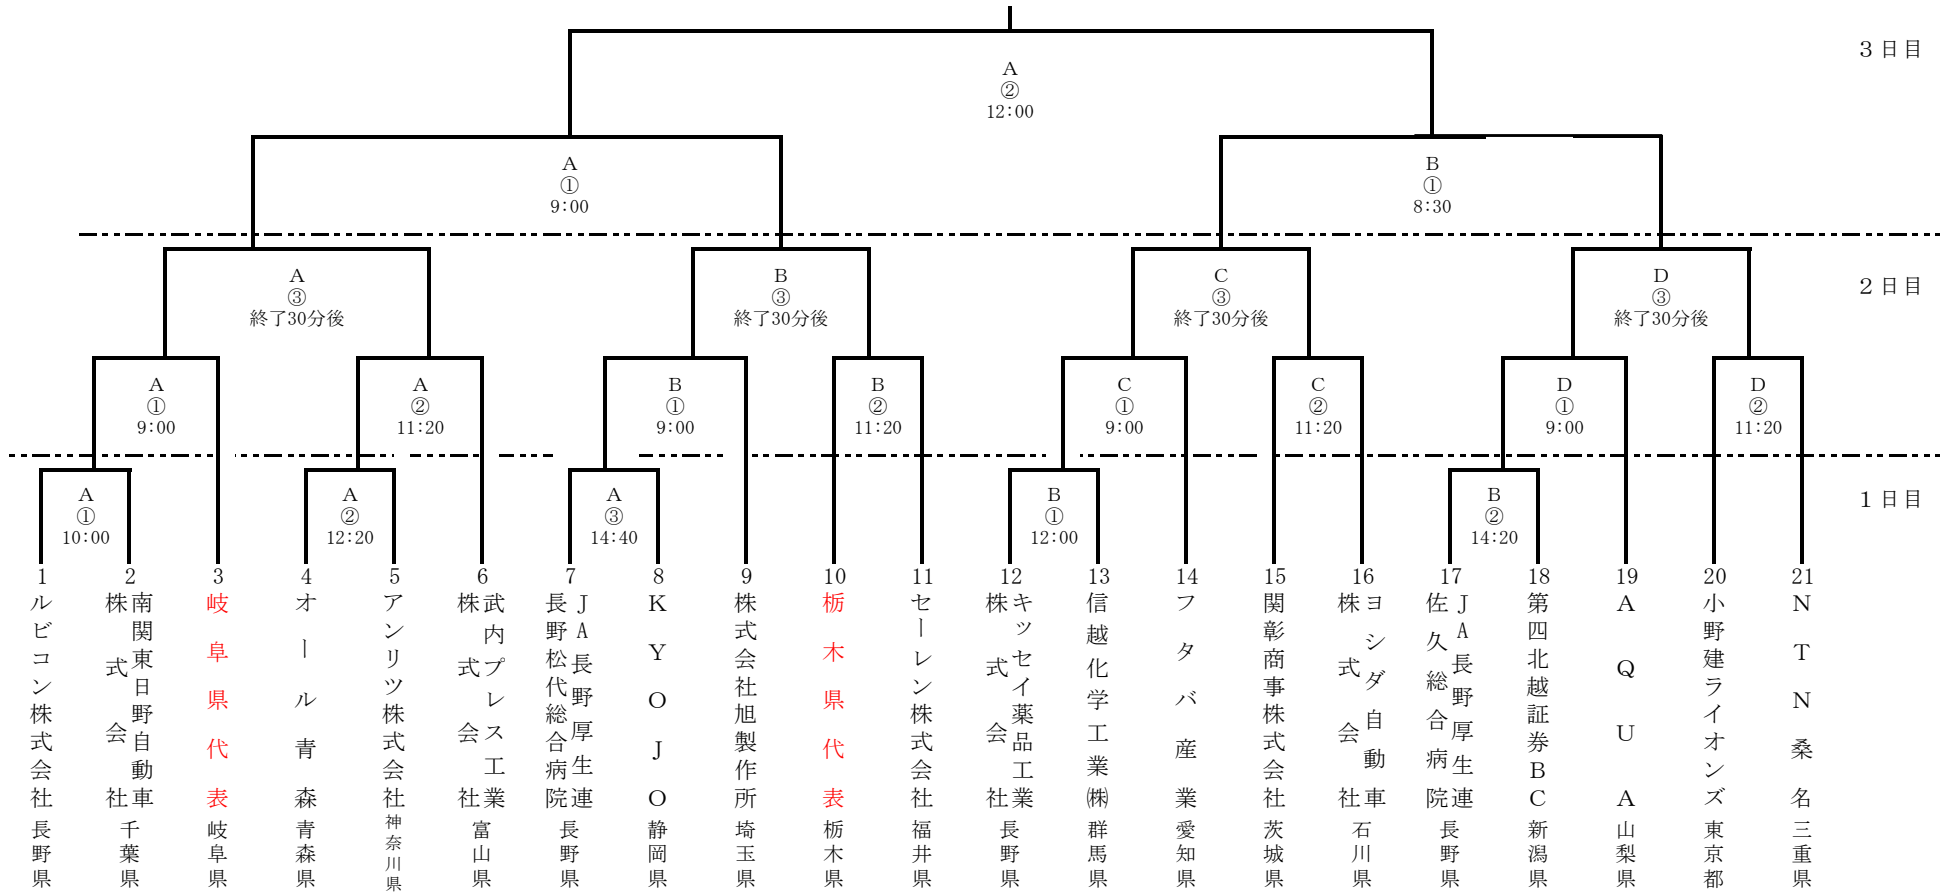 3日目
A
②
12:00
A
①
9:00
B
①
8:30
2日目
A
③
終了30分後
B
③
終了30分後
C
③
終了30分後
D
③
終了30分後
A
①
9:00
A
②
11:20
B
①
9:00
B
②
11:20
C
①
9:00
C
②
11:20
D
①
9:00
D
②
11:20
1日目
A
①
10:00
A
②
12:20
A
③
14:40
B
①
12:00
B
②
14:20
1
ルビコン株式会社
長野県
2
南関東日野自動車
株式会社
千葉県
3
岐阜県代表
岐阜県
4
オール青森
青森県
5
アンリツ株式会社
神奈川県
6
武内プレス工業
株式会社
富山県
7
JA長野厚生連
長野松代総合病院
長野県
8
KYOJO
静岡県
9
株式会社旭製作所
埼玉県
10
栃木県代表
栃木県
11
セーレン株式会社
福井県
12
キッセイ薬品工業
株式会社
長野県
13
信越化学工業㈱
群馬県
14
フタバ産業
愛知県
15
関彰商事株式会社
茨城県
16
ヨシダ自動車
株式会社
石川県
17
JA長野厚生連
佐久総合病院
長野県
18
第四北越証券BC
新潟県
19
AQUA
山梨県
20
小野建ライオンズ
東京都
21
NTN桑名
三重県